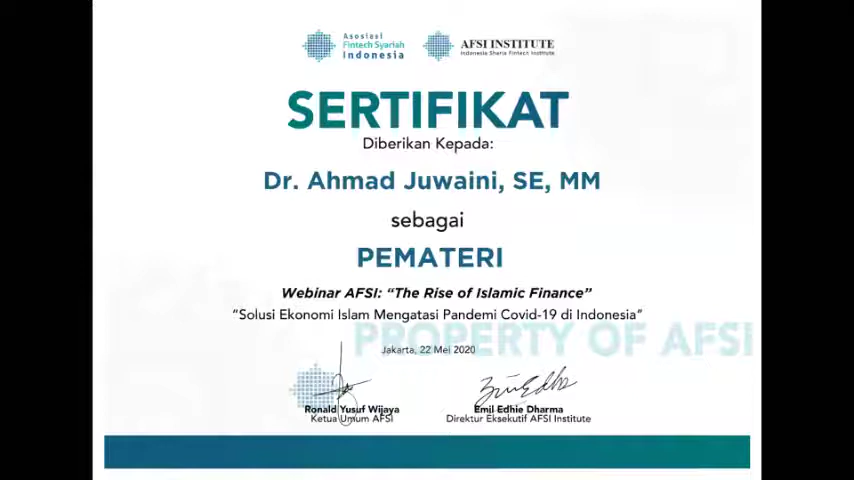 Asosiasi
Fintech Syariah
Indonesia
AFSI INSTITUTE
Indonesia Sharia Fintech Institute
SERTIFIKAT
Diberikan Kepada:
Dr. Ahmad Juwaini, SE, MM
sebagai
PEMATERI
Webinar AFSI: “The Rise of Islamic Finance”
“Solusi Ekonomi Islam Mengatasi Pandemi Covid-19 di Indonesia”
PROPERTY OF AFSI
Jakarta, 22 Mei 2020
Ronald Yusuf Wijaya
Ketua Umum AFSI
Emil Edhie Dharma
Direktur Eksekutif AFSI Institute